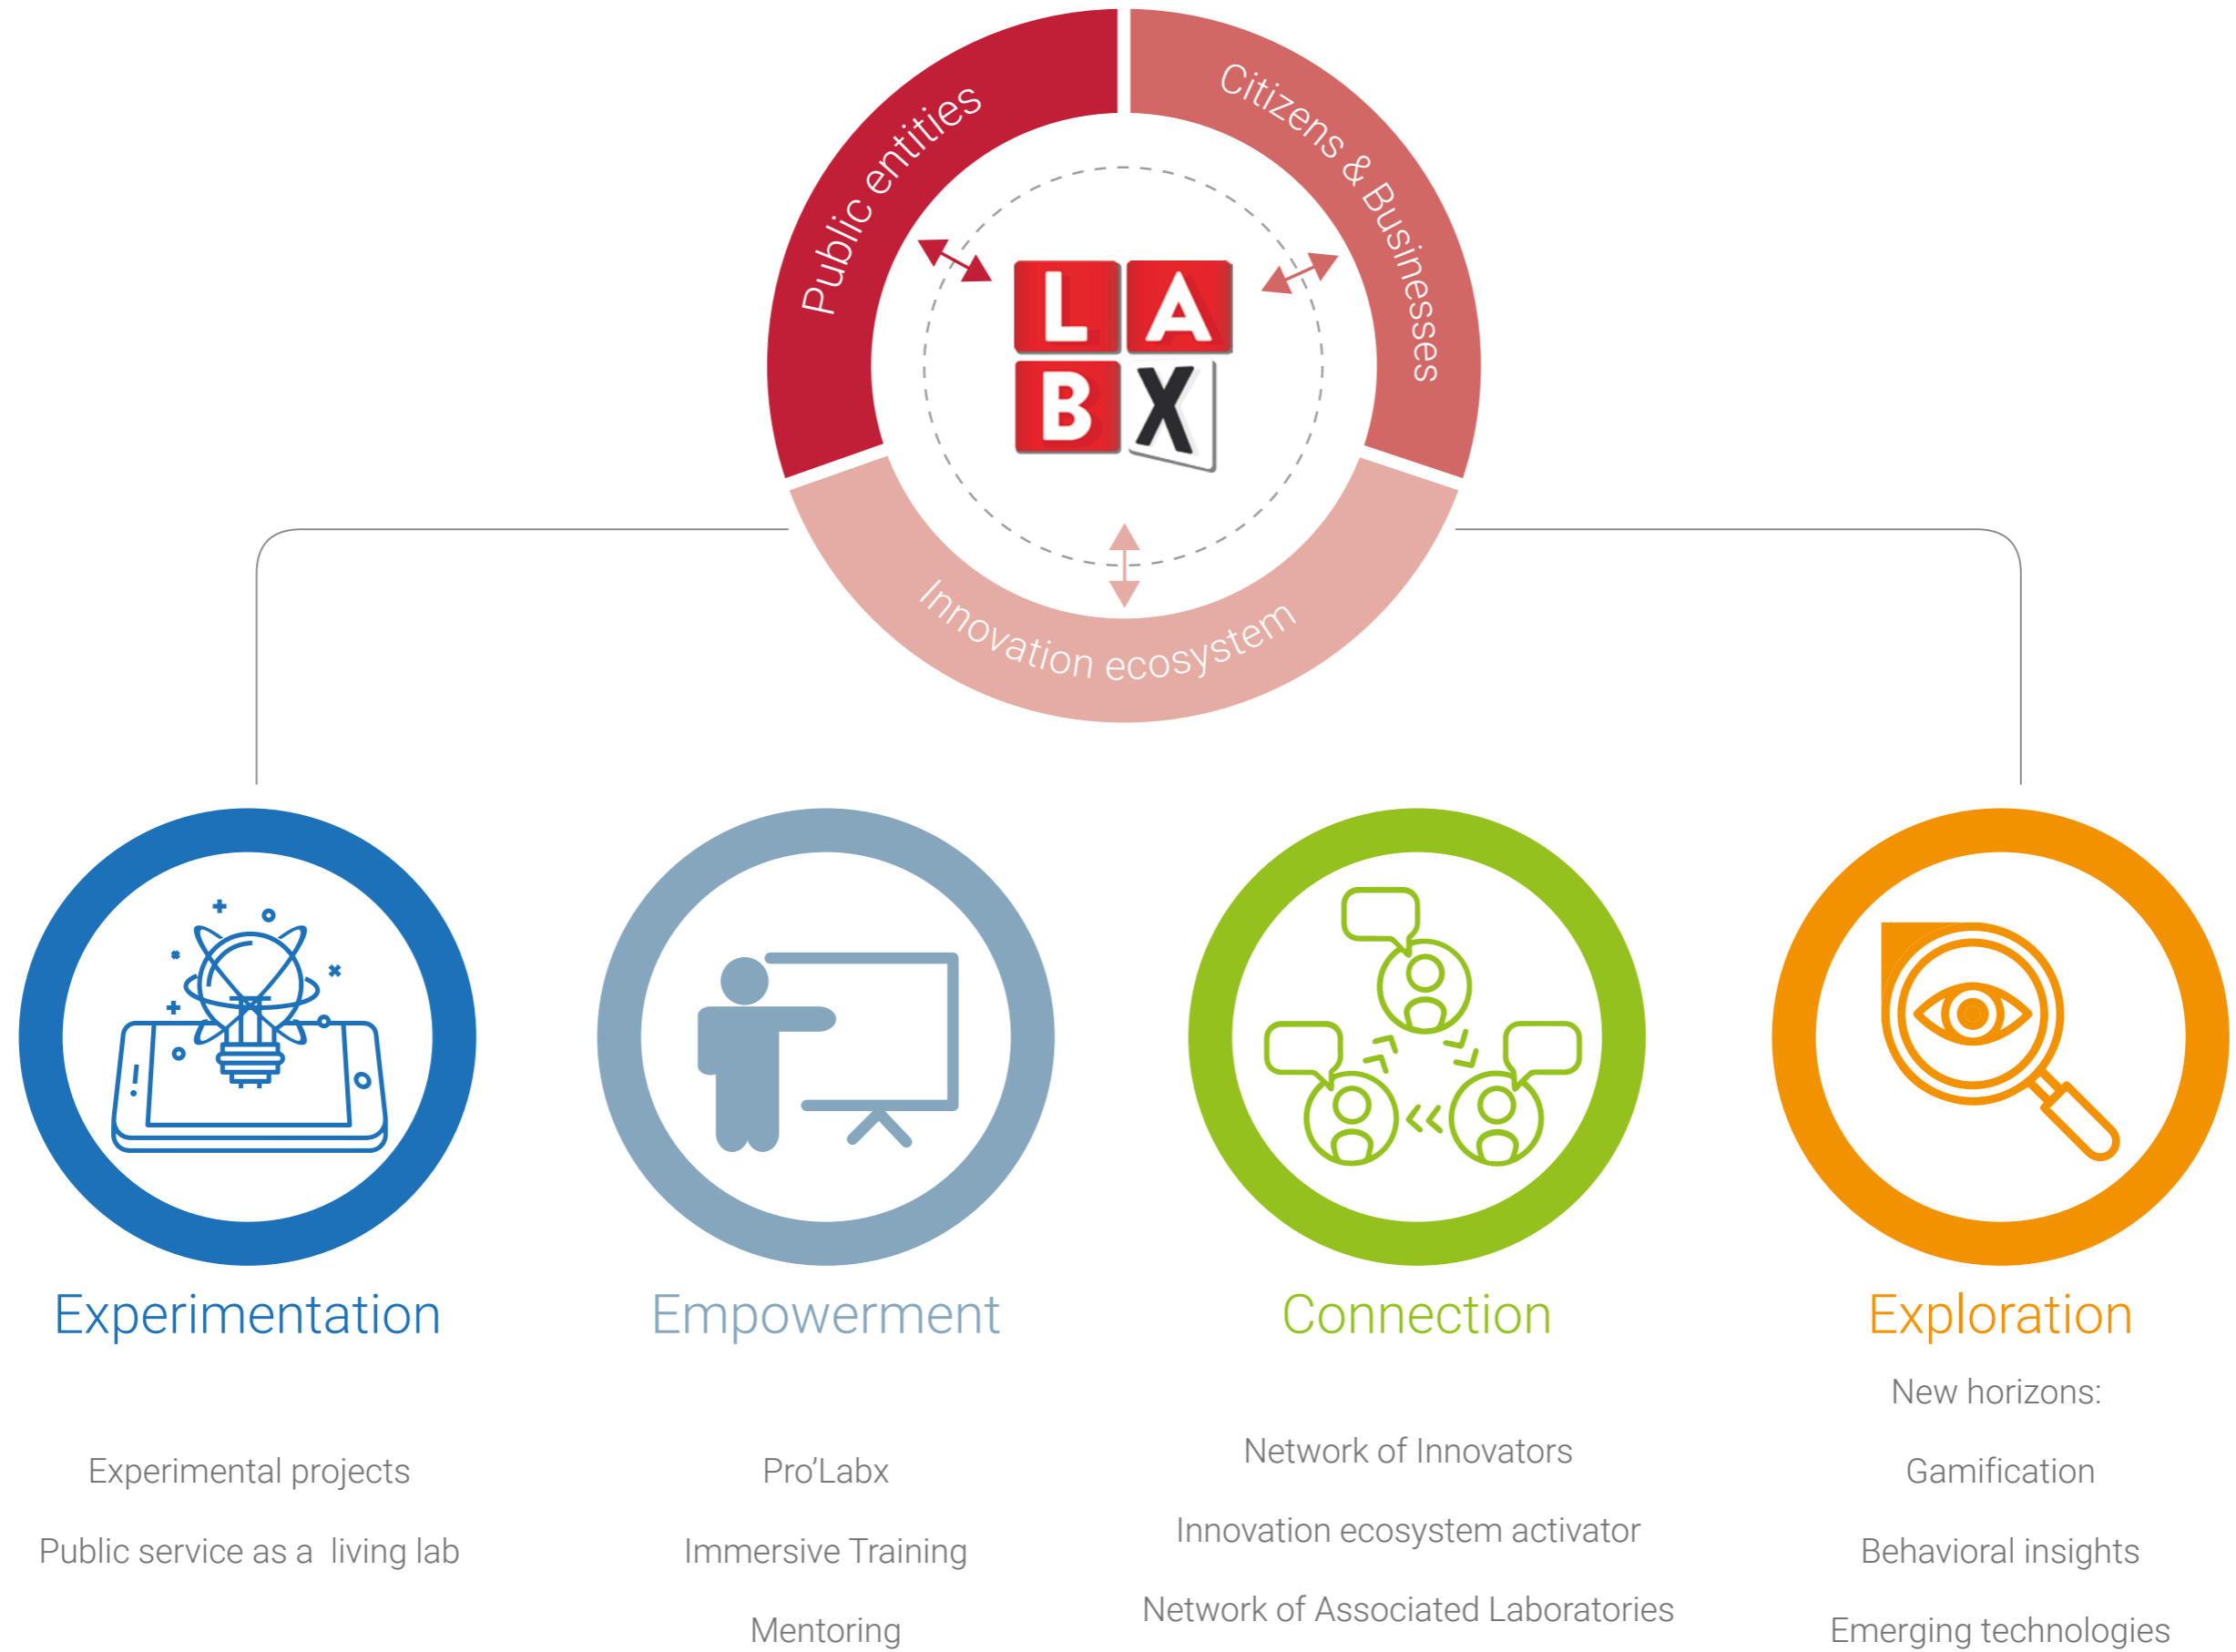 Public entities
Citizens & Businesses
LA
BX
Innovation ecosystem
Experimentation
Experimental projects
Public service as a living lab
Empowerment
Pro’Labx
Immersive Training
Mentoring
Connection
Network of Innovators
Innovation ecosystem activator
Network of Associated Laboratories
Exploration
New horizons:
Gamification
Behavioral insights
Emerging technologies